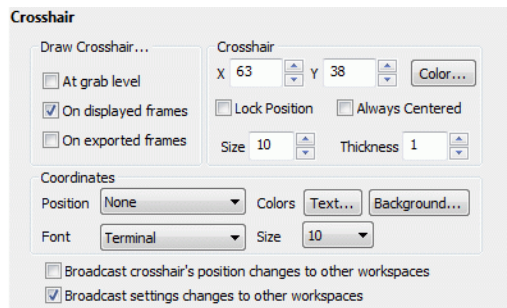 Crosshair
Draw Crosshair...
At grab level
On displayed frames
On exported frames
Crosshair
X 63 Y 38 Color...
Lock Position Always Centered
Size 10 Thickness 1
Coordinates
Position None Colors Text... Background...
Font Terminal Size 10
Broadcast crosshair's position changes to other workspaces
Broadcast settings changes to other workspaces